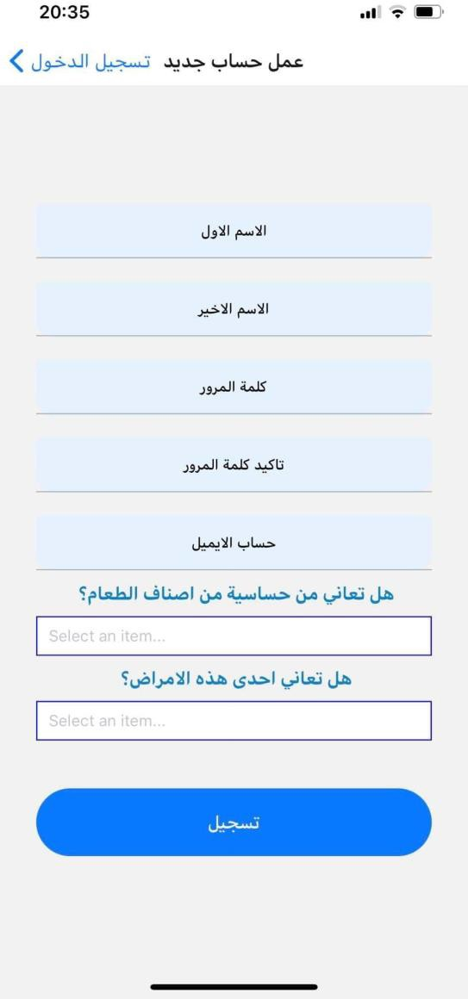 20:35
عمل حساب جديد
تسجيل الدخول
الاسم الاول
الاسم الاخير
كلمة المرور
تاكيد كلمة المرور
حساب الايميل
هل تعاني من حساسية من اصناف الطعام؟
Select an item...
هل تعاني احدى هذه الامراض؟
Select an item...
تسجيل